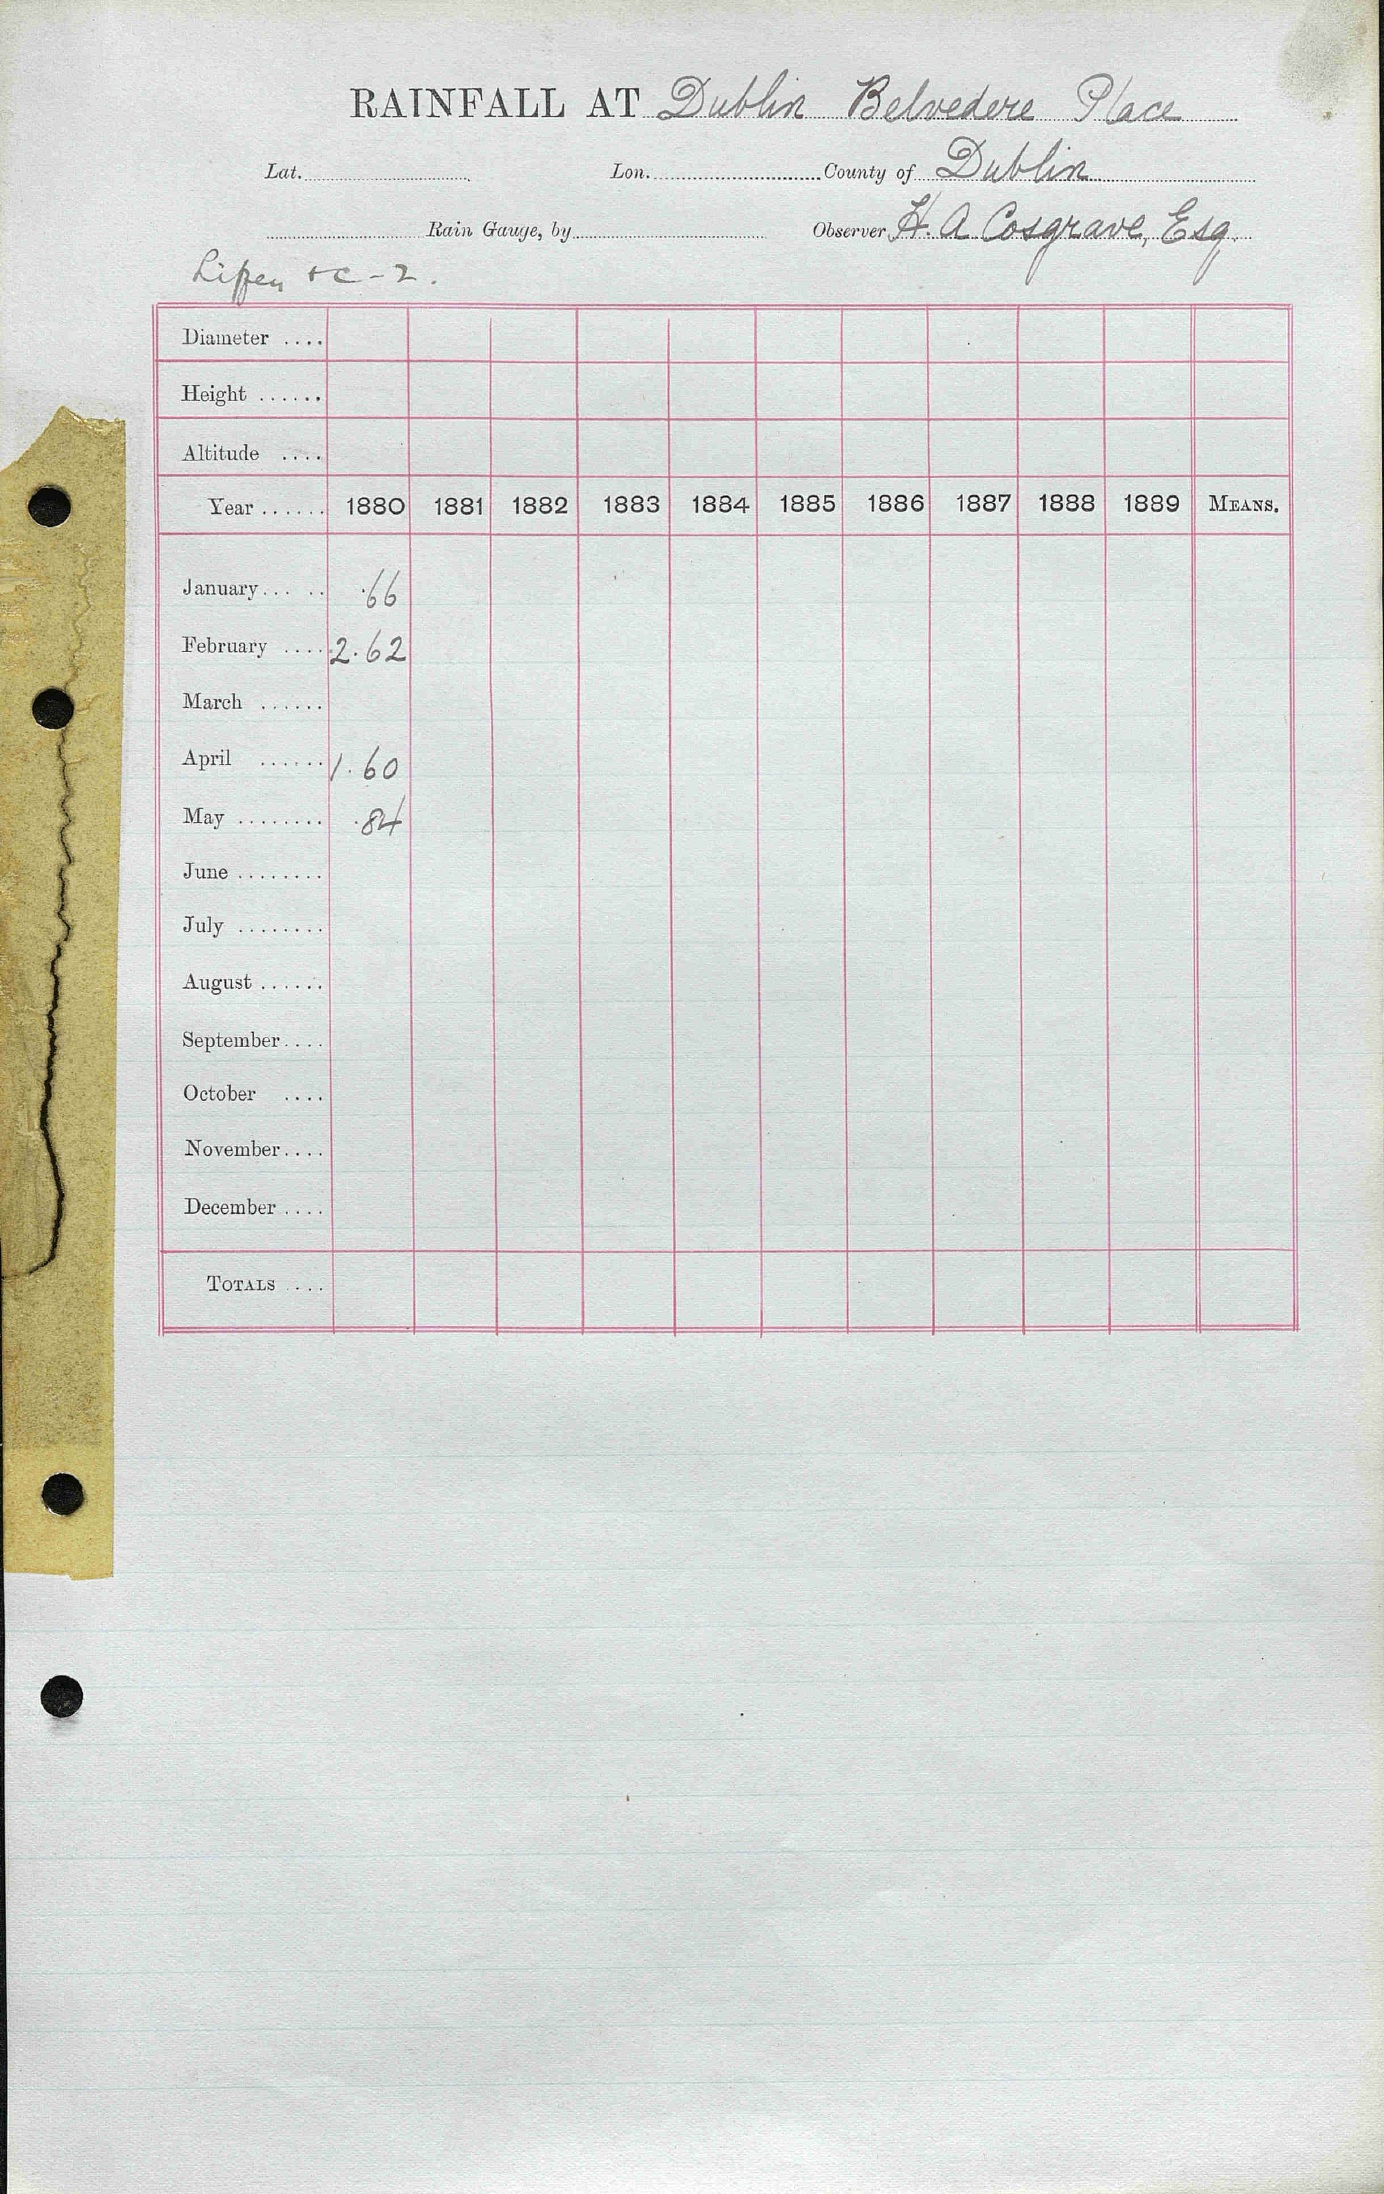 RAINFALL AT Dublin Belvedere Place
Lat. Lon. County of Dublin
Rain Gauge, by Observer H. A. Cosgrave, Esq.
&c - 2.
Diameter ....
Height ......
Altitude ....
Year ...... 1880 1881 1882 1883 1884 1885 1886 1887 1888 1889 MEANS.
January... .. .66
February .... 2.62
March ......
April ...... 1.60
May ........ .84
June ........
July ........
August ......
September....
October ....
November....
December ....
TOTALS ....